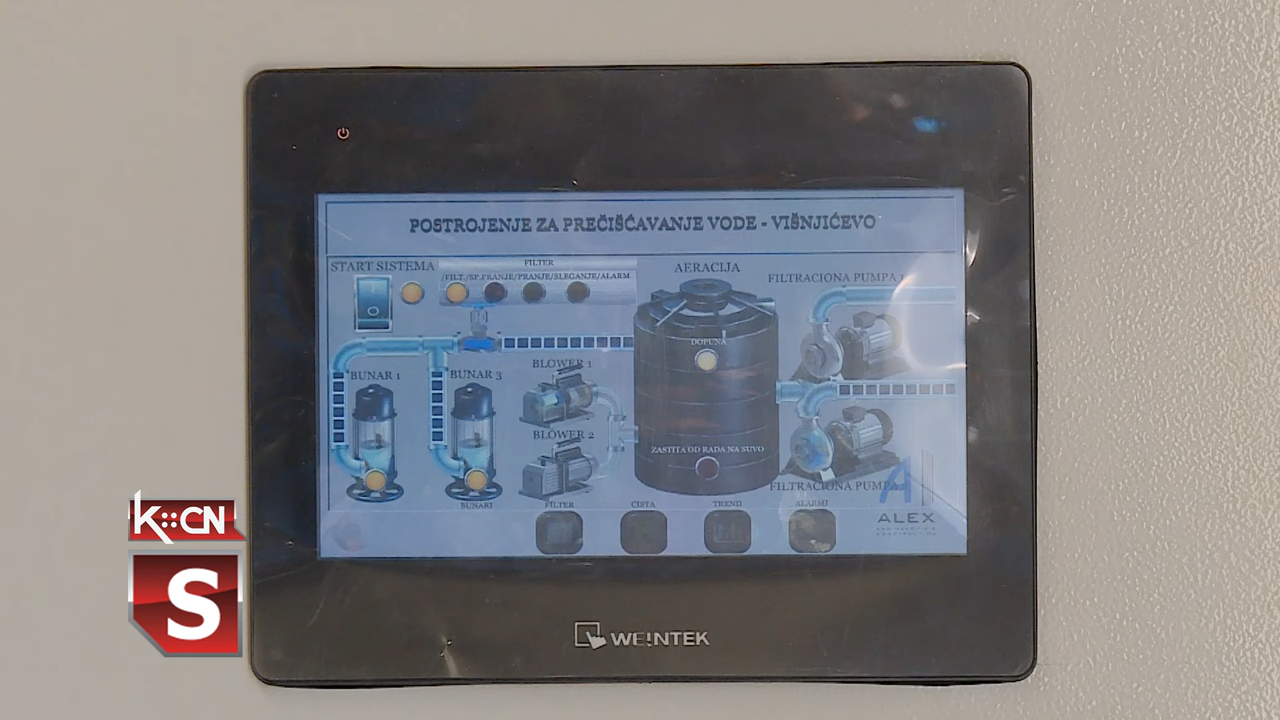 POSTROJENJE ZA PREČIŠĆAVANJE VODE - VIŠNJIĆEVO
START SISTEMA
FILTER
FILT./SP.PRANJE/PRANJE/SLEGANJE/ALARM
AERACIJA
FILTRACIONA PUMPA 1
DOPUNA
BUNAR 1
BUNAR 3
BLOWER 1
BLOWER 2
ZASTITA OD RADA NA SUVO
FILTRACIONA PUMPA
BUNARI
FILTER
CISTA
TREND
ALARMI
ALEX
K::CN
S
WEINTEK